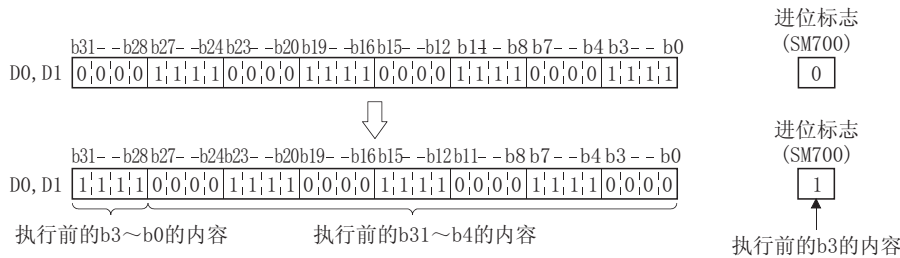 进位标志
(SM700)
b31--b28 b27--b24 b23--b20 b19--b16 b15--b12 b11-b8 b7--b4 b3--b0
D0, D1 0 0 0 0 1 1 1 1 0 0 0 0 1 1 1 1 0 0 0 0 1 1 1 1 0 0 0 0 1 1 1 1 0
进位标志
(SM700)
b31--b28 b27--b24 b23--b20 b19--b16 b15--b12 b11--b8 b7--b4 b3--b0
D0, D1 1 1 1 1 0 0 0 0 1 1 1 1 0 0 0 0 1 1 1 1 0 0 0 0 1 1 1 1 0 0 0 0 1
执行前的b3～b0的内容 执行前的b31～b4的内容
执行前的b3的内容